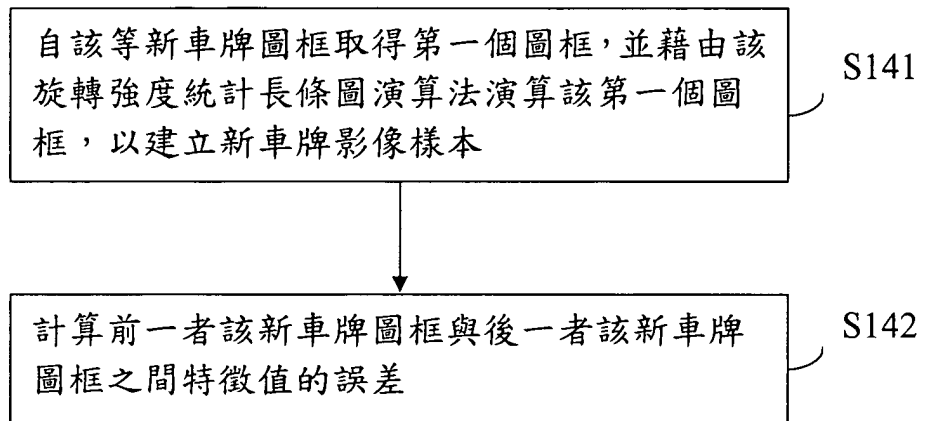 自該等新車牌圖框取得第一個圖框，並藉由該
旋轉強度統計長條圖演算法演算該第一個圖
框，以建立新車牌影像樣本
S141
計算前一者該新車牌圖框與後一者該新車牌
圖框之間特徵值的誤差
S142